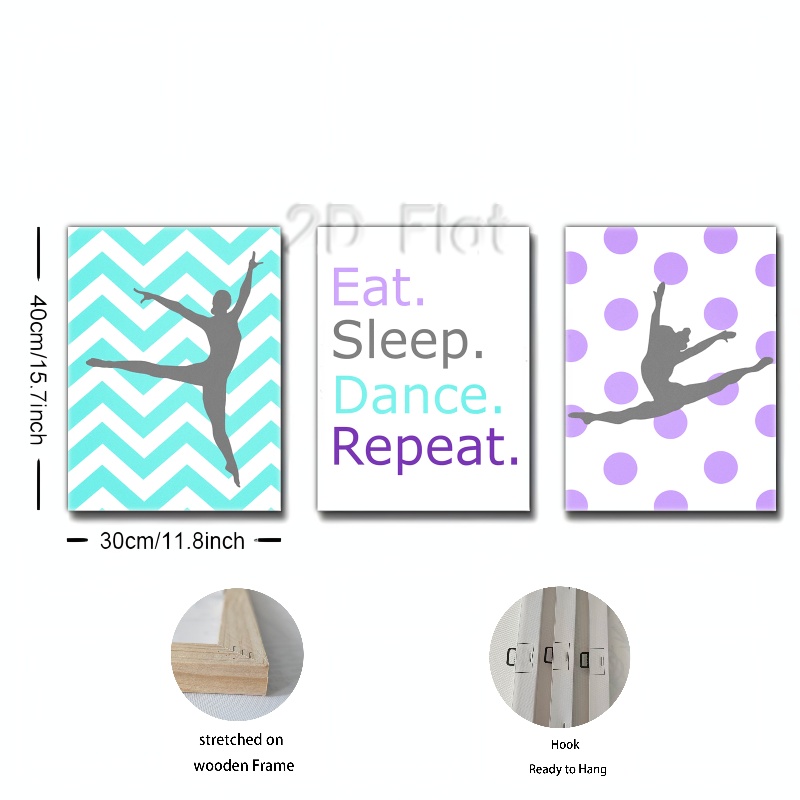 2D Flat
Eat.
Sleep.
Dance.
Repeat.
40cm/15.7inch
30cm/11.8inch
stretched on
wooden Frame
Hook
Ready to Hang